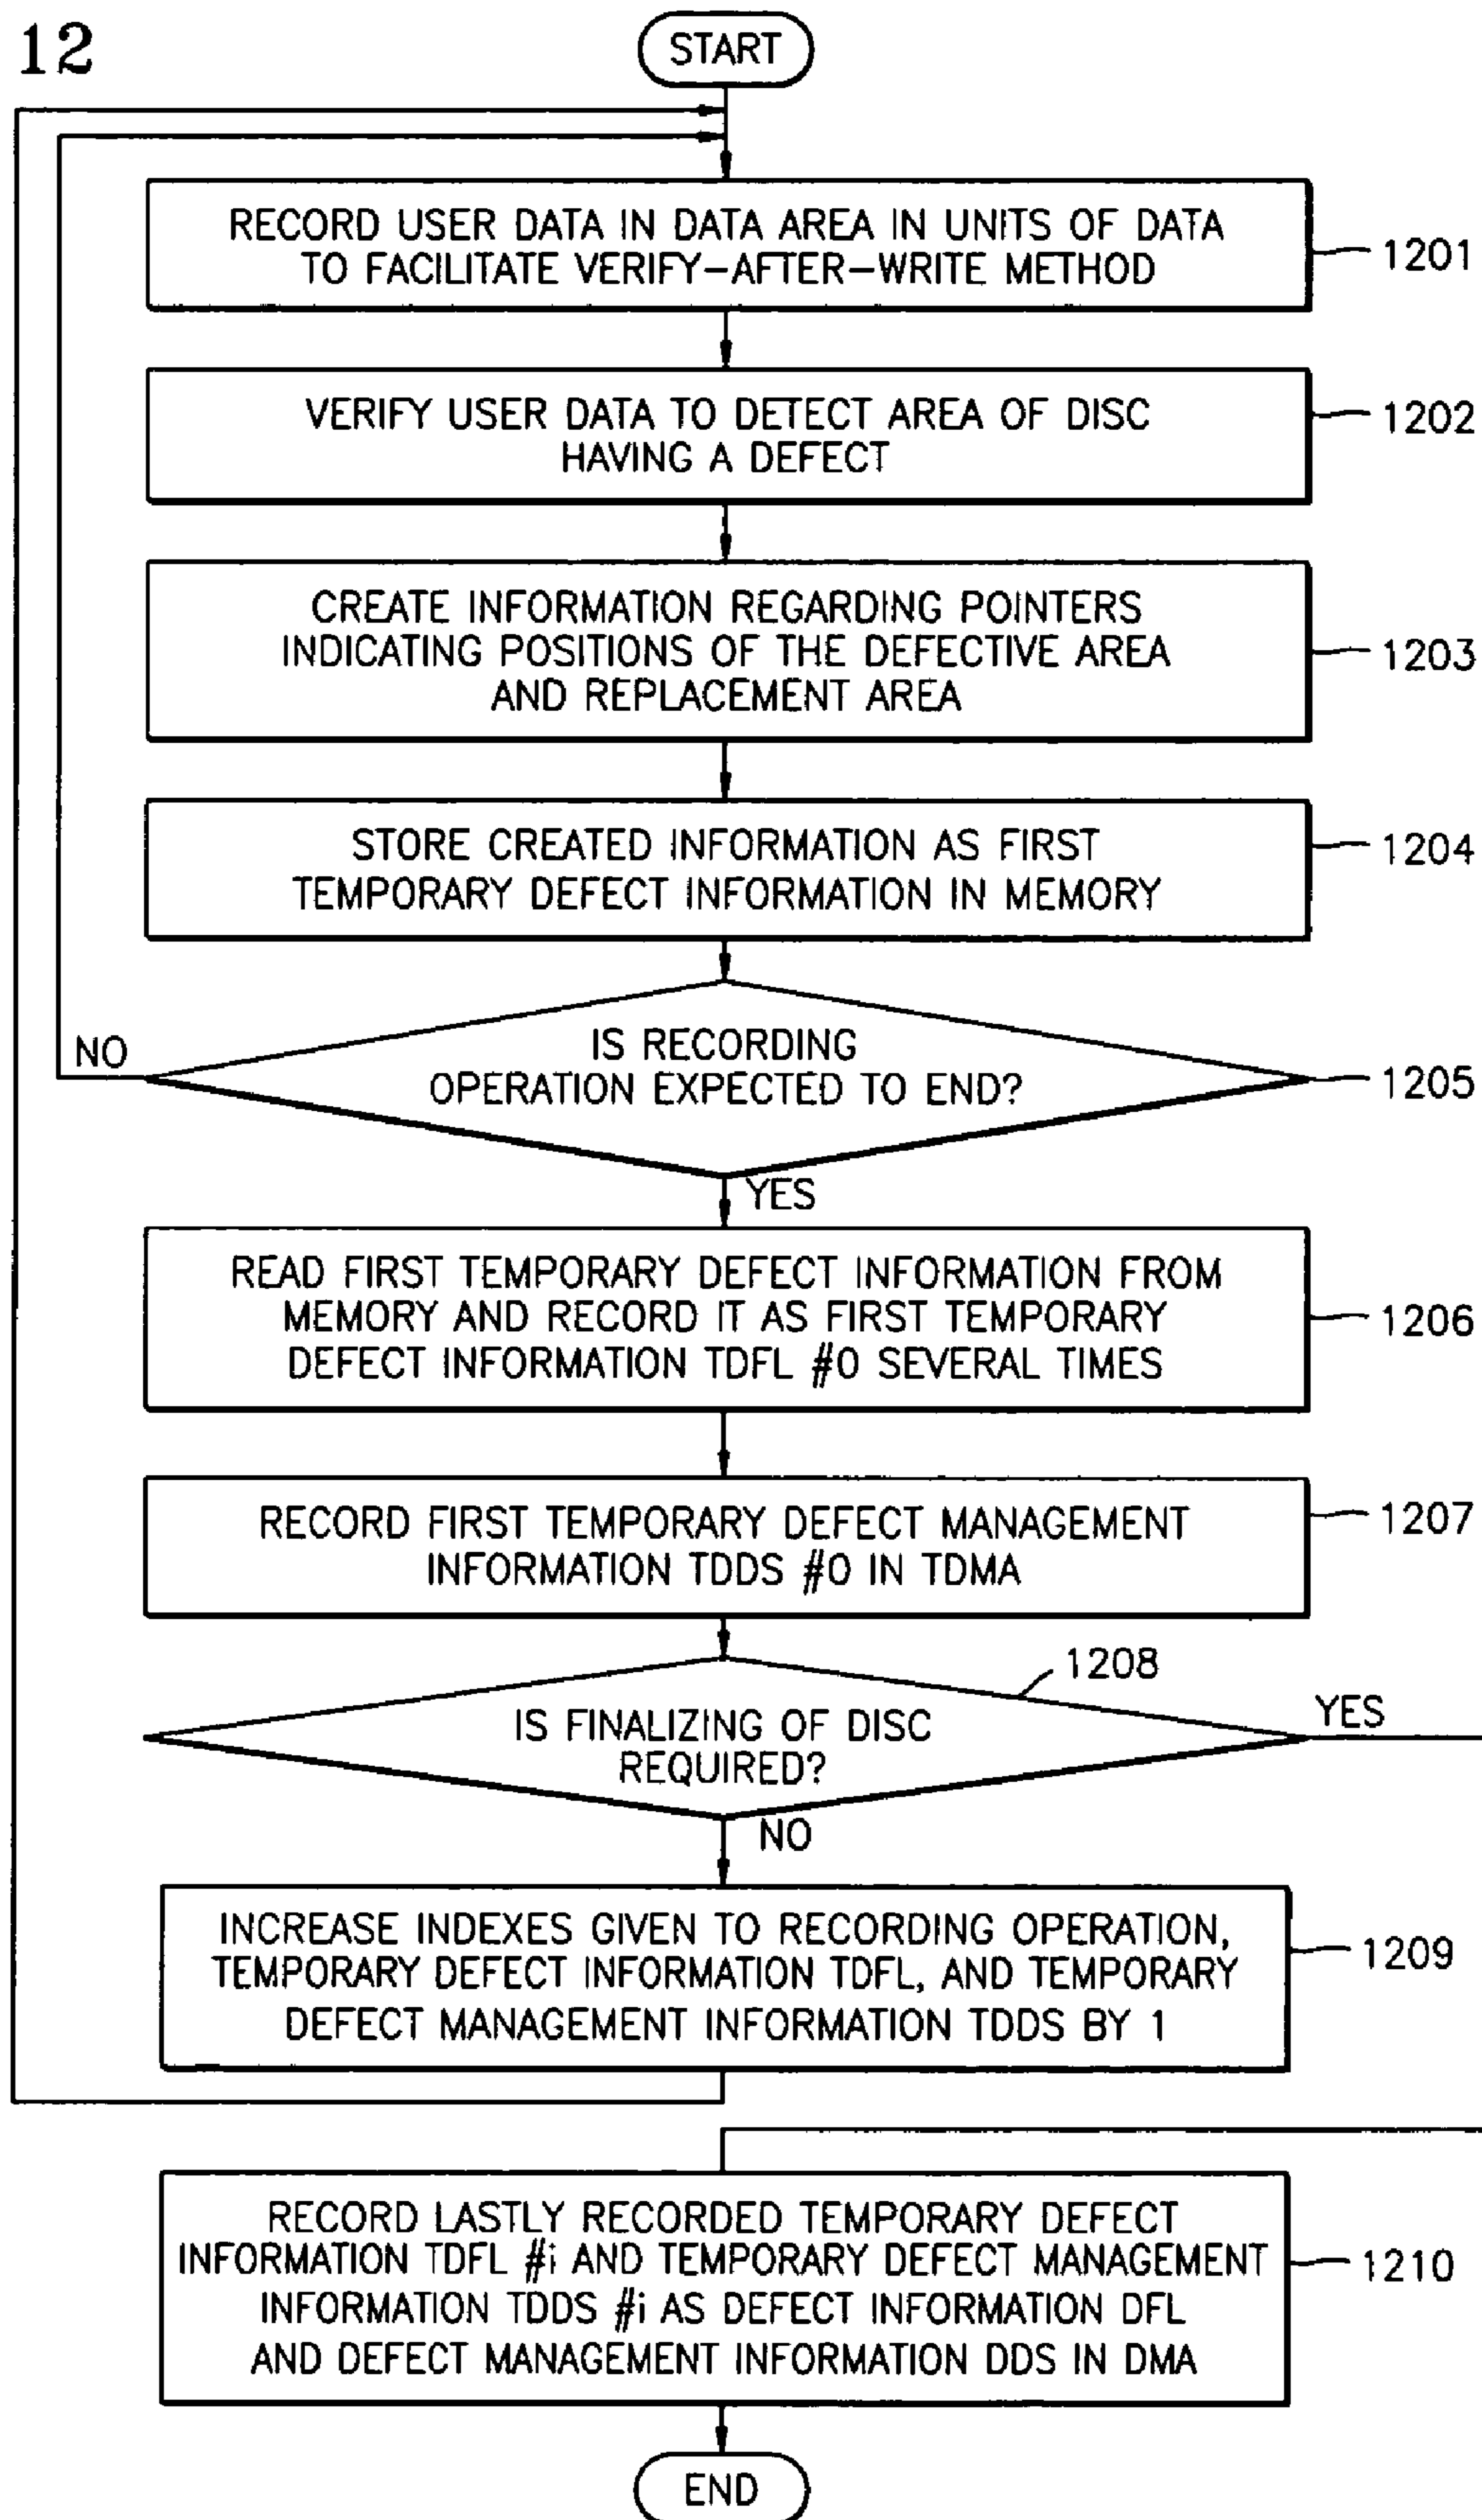 12
START
RECORD USER DATA IN DATA AREA IN UNITS OF DATA
TO FACILITATE VERIFY-AFTER-WRITE METHOD
1201
VERIFY USER DATA TO DETECT AREA OF DISC
HAVING A DEFECT
1202
CREATE INFORMATION REGARDING POINTERS
INDICATING POSITIONS OF THE DEFECTIVE AREA
AND REPLACEMENT AREA
1203
STORE CREATED INFORMATION AS FIRST
TEMPORARY DEFECT INFORMATION IN MEMORY
1204
NO
IS RECORDING
OPERATION EXPECTED TO END?
1205
YES
READ FIRST TEMPORARY DEFECT INFORMATION FROM
MEMORY AND RECORD IT AS FIRST TEMPORARY
DEFECT INFORMATION TDFL #0 SEVERAL TIMES
1206
RECORD FIRST TEMPORARY DEFECT MANAGEMENT
INFORMATION TDDS #0 IN TDMA
1207
1208
IS FINALIZING OF DISC
REQUIRED?
YES
NO
INCREASE INDEXES GIVEN TO RECORDING OPERATION,
TEMPORARY DEFECT INFORMATION TDFL, AND TEMPORARY
DEFECT MANAGEMENT INFORMATION TDDS BY 1
1209
RECORD LASTLY RECORDED TEMPORARY DEFECT
INFORMATION TDFL #i AND TEMPORARY DEFECT MANAGEMENT
INFORMATION TDDS #i AS DEFECT INFORMATION DFL
AND DEFECT MANAGEMENT INFORMATION DDS IN DMA
1210
END